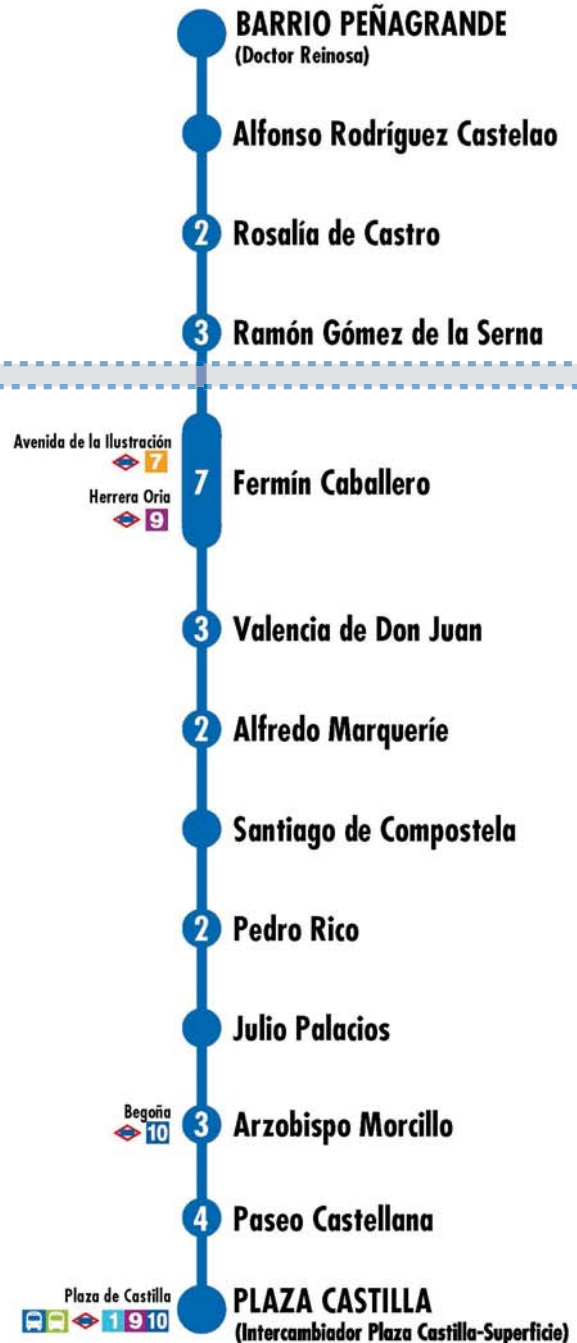 BARRIO PEÑAGRANDE
(Doctor Reinosa)
Alfonso Rodríguez Castelao
2 Rosalía de Castro
3 Ramón Gómez de la Serna
Avenida de la Ilustración
7
Herrera Oria
9
7 Fermín Caballero
3 Valencia de Don Juan
2 Alfredo Marqueríe
Santiago de Compostela
2 Pedro Rico
Julio Palacios
Begoña
10
3 Arzobispo Morcillo
4 Paseo Castellana
Plaza de Castilla
1 9 10
PLAZA CASTILLA
(Intercambiador Plaza Castilla-Superficie)